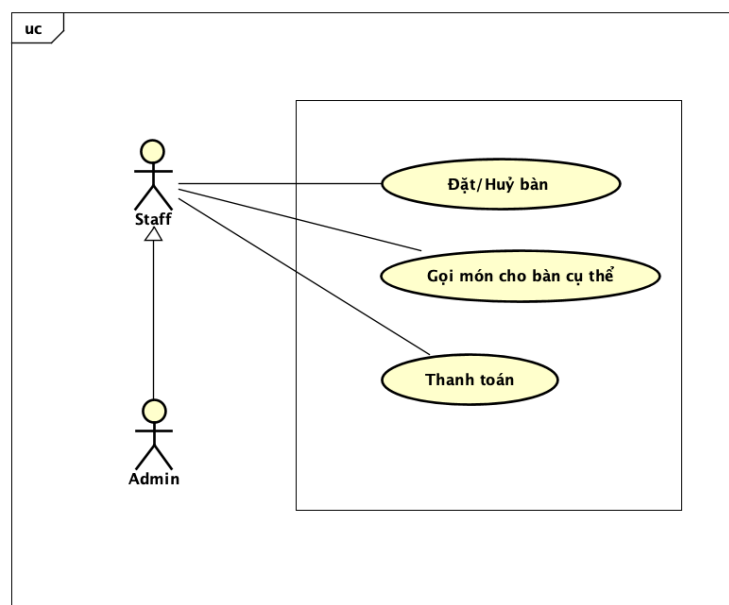 uc
Đặt/Huỷ bàn
Staff
Gọi món cho bàn cụ thể
Thanh toán
Admin